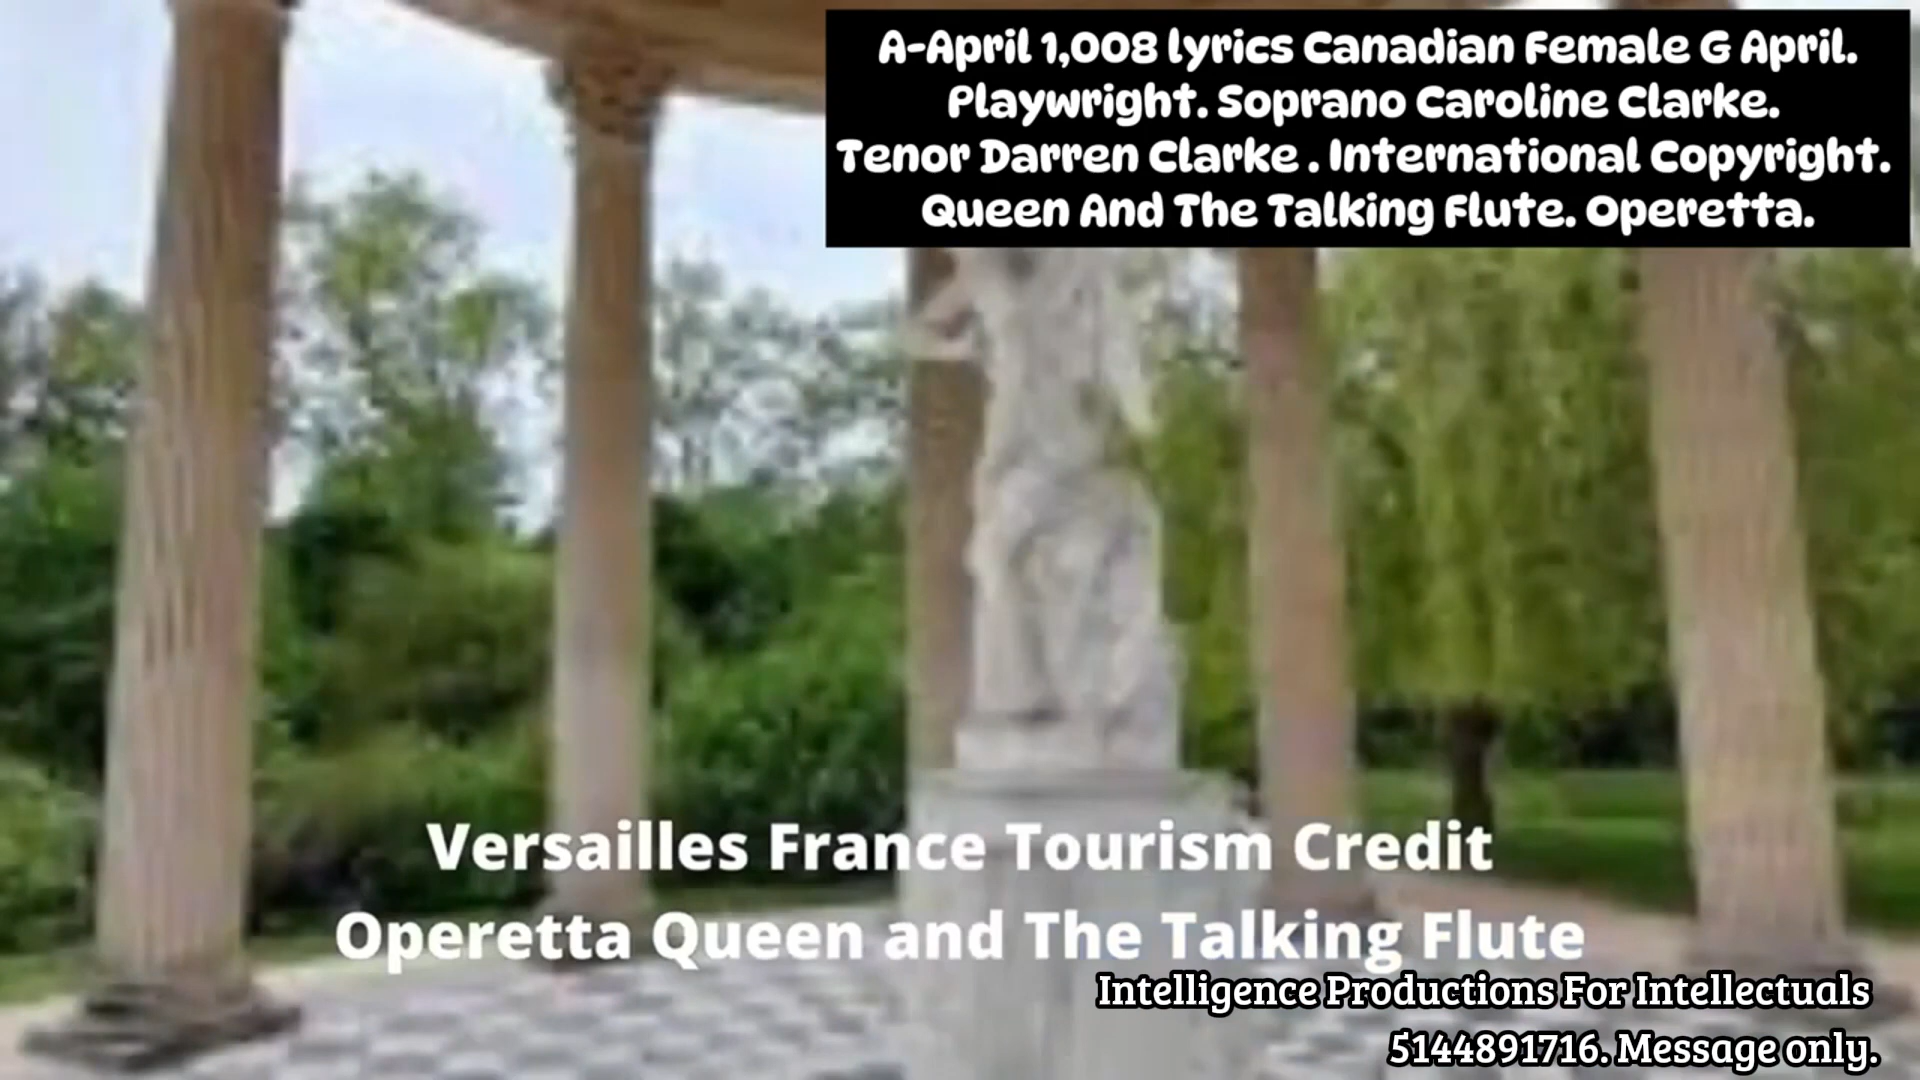 A-April 1,008 lyrics Canadian Female G April.
Playwright. Soprano Caroline Clarke.
Tenor Darren Clarke . International Copyright.
Queen And The Talking Flute. Operetta.
Versailles France Tourism Credit
Operetta Queen and The Talking Flute
Intelligence Productions For Intellectuals
5144891716. Message only.